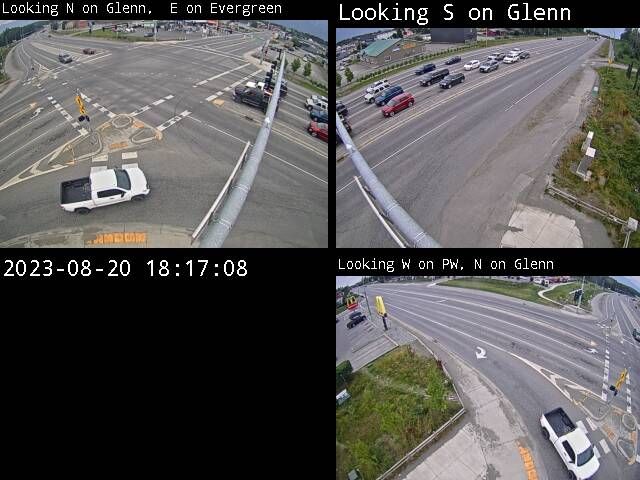 Looking N on Glenn,  E on Evergreen
Looking S on Glenn
2023-08-20 18:17:08
Looking W on PW, N on Glenn